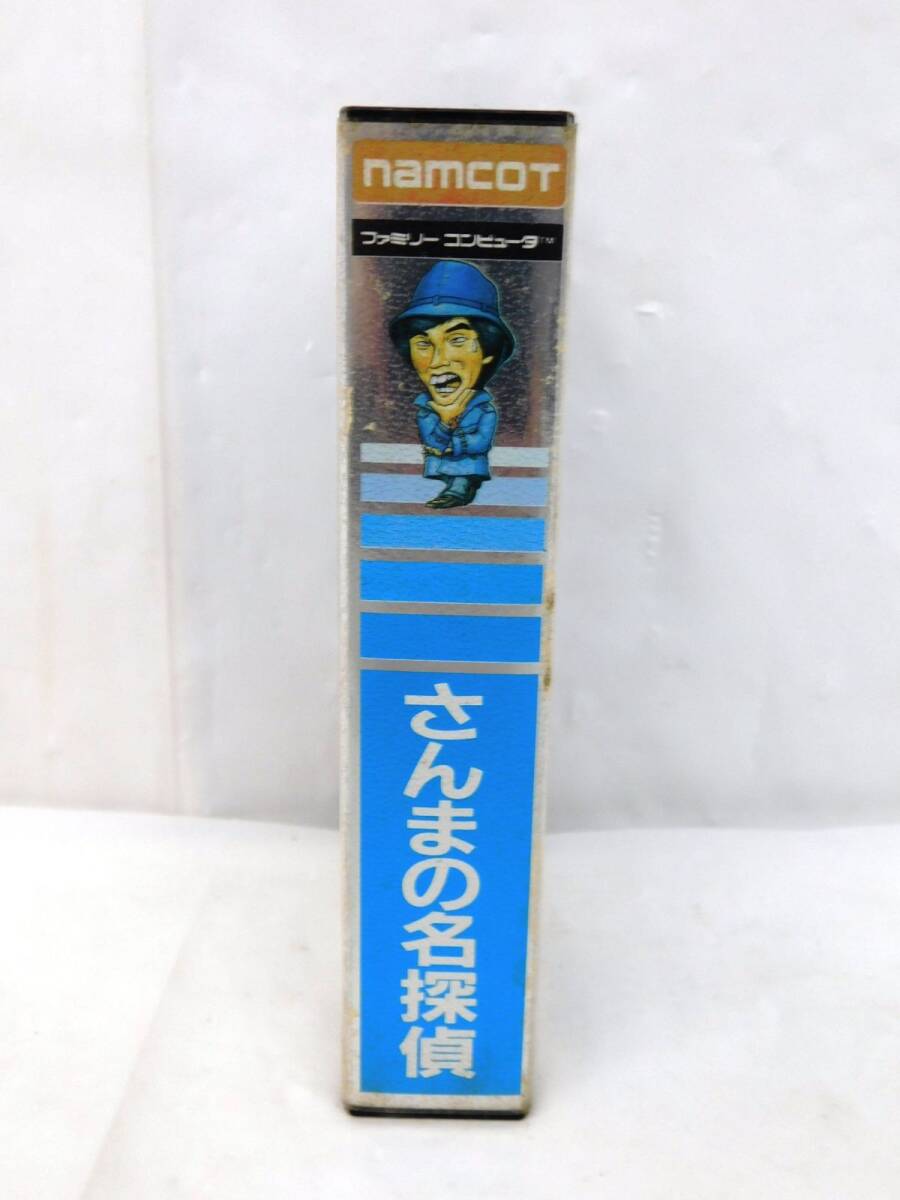 namcot
ファミリー コンピュータ™
さんまの名探偵